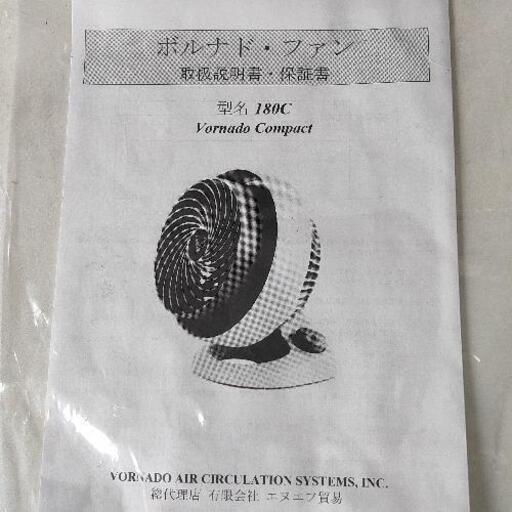 ボルナド・ファン
取扱説明書・保証書
型名 180C
Vornado Compact
VORNADO AIR CIRCULATION SYSTEMS, INC.
総代理店 有限会社 エヌエフ貿易